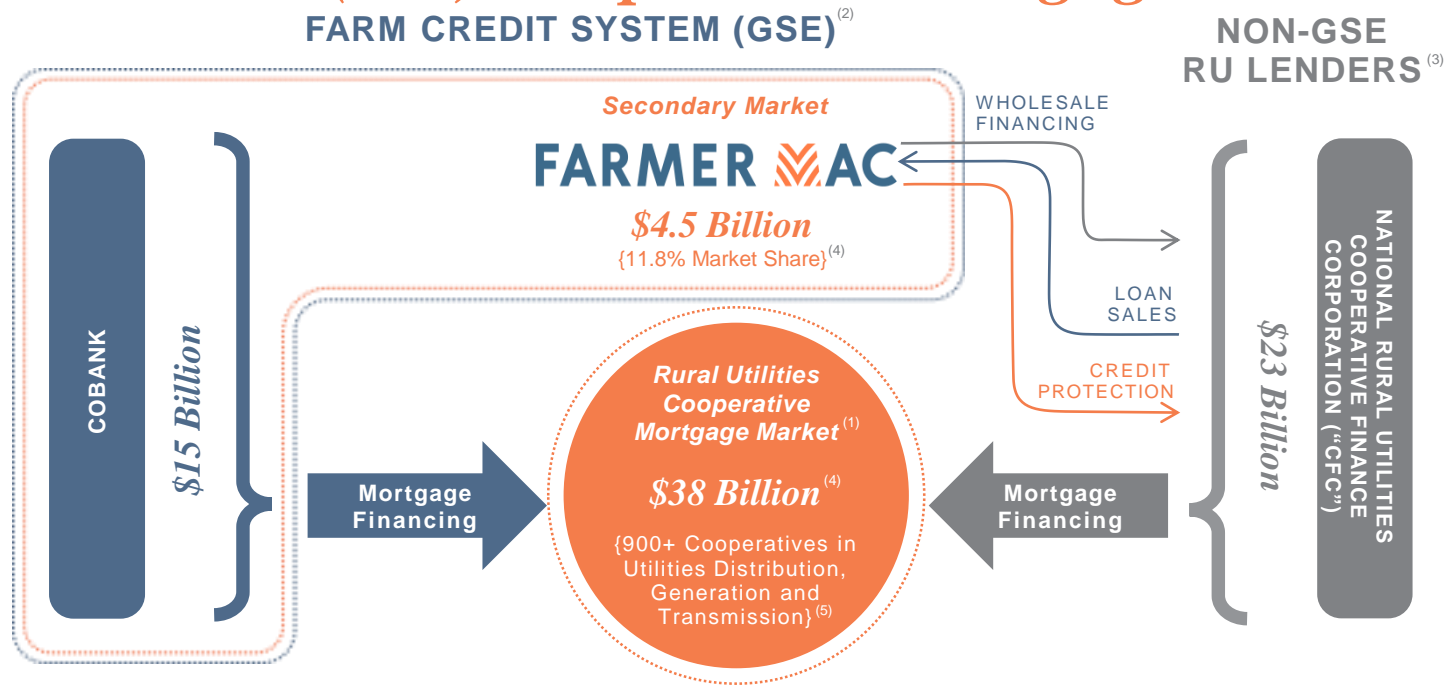 FARM CREDIT SYSTEM (GSE)(2)
NON-GSE
RU LENDERS(3)
Secondary Market
FARMER MAC
$4.5 Billion
{11.8% Market Share}(4)
WHOLESALE
FINANCING
LOAN
SALES
CREDIT
PROTECTION
COBANK
$15 Billion
Mortgage
Financing
Rural Utilities
Cooperative
Mortgage Market(1)
$38 Billion(4)
{900+ Cooperatives in
Utilities Distribution,
Generation and
Transmission}(5)
Mortgage
Financing
$23 Billion
NATIONAL RURAL UTILITIES
COOPERATIVE FINANCE
CORPORATION (“CFC”)